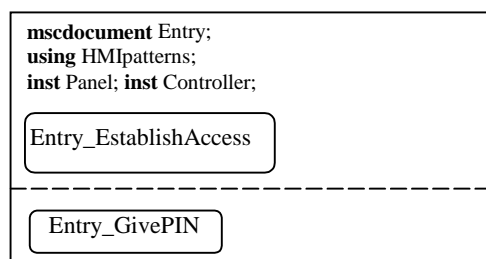 mscdocument Entry;
using HMIpatterns;
inst Panel; inst Controller;
Entry_EstablishAccess
Entry_GivePIN